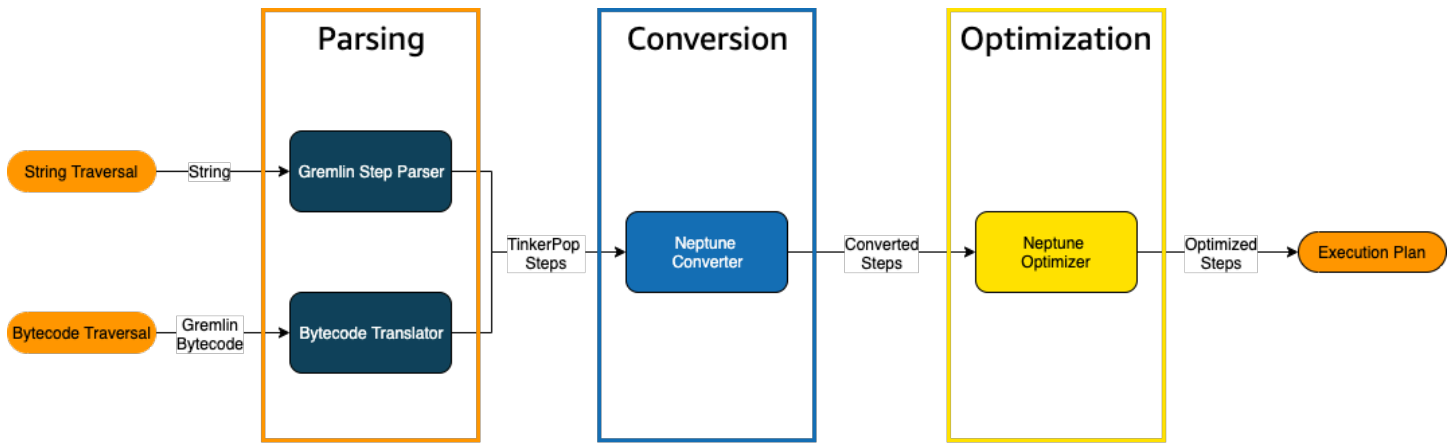 Parsing
Conversion
Optimization
String Traversal
String
Gremlin Step Parser
TinkerPop
Steps
Neptune
Converter
Converted
Steps
Neptune
Optimizer
Optimized
Steps
Execution Plan
Bytecode Traversal
Gremlin
Bytecode
Bytecode Translator